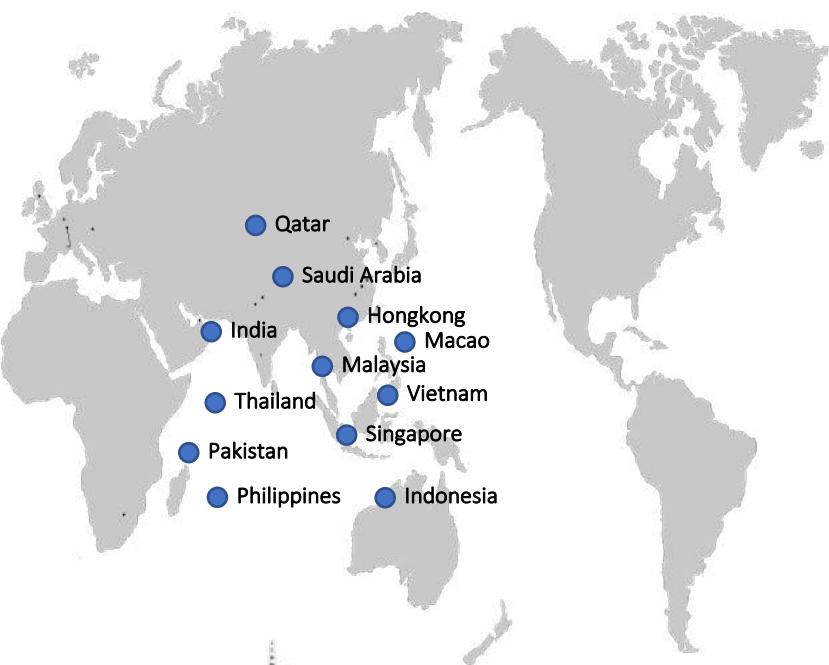 Qatar
Saudi Arabia
Hongkong
India
Macao
Malaysia
Vietnam
Thailand
Singapore
Pakistan
Philippines
Indonesia